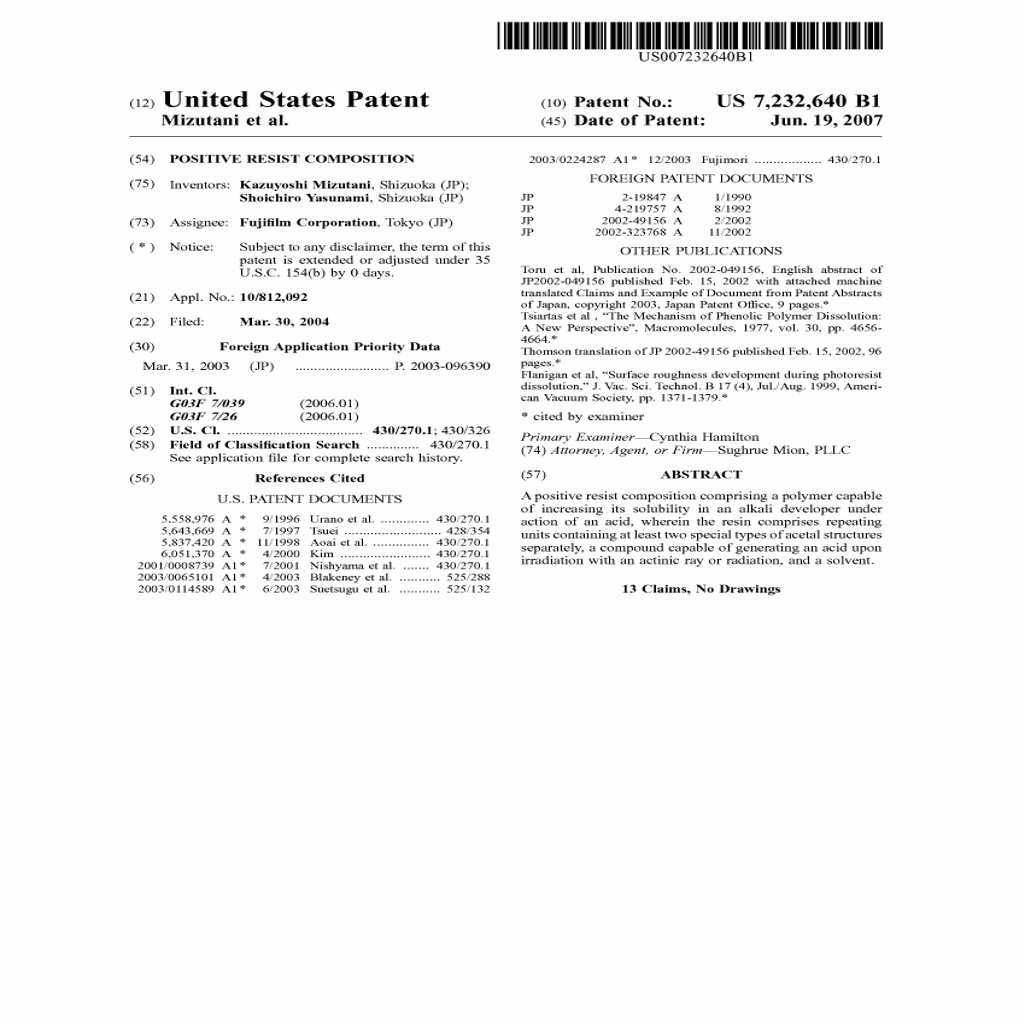 US007232640B1
(12) United States Patent
Mizutani et al.
(10) Patent No.: US 7,232,640 B1
(45) Date of Patent: Jun. 19, 2007
(54) POSITIVE RESIST COMPOSITION
(75) Inventors: Kazuyoshi Mizutani, Shizuoka (JP);
Shoichiro Yasunami, Shizuoka (JP)
(73) Assignee: Fujifilm Corporation, Tokyo (JP)
( * ) Notice: Subject to any disclaimer, the term of this
patent is extended or adjusted under 35
U.S.C. 154(b) by 0 days.
(21) Appl. No.: 10/812,092
(22) Filed: Mar. 30, 2004
(30) Foreign Application Priority Data
Mar. 31, 2003 (JP) ......................... P. 2003-096390
(51) Int. Cl.
G03F 7/039 (2006.01)
G03F 7/26 (2006.01)
(52) U.S. Cl. .................................... 430/270.1; 430/326
(58) Field of Classification Search .............. 430/270.1
See application file for complete search history.
(56) References Cited
U.S. PATENT DOCUMENTS
5,558,976 A * 9/1996 Urano et al. ............. 430/270.1
5,643,669 A * 7/1997 Tsuei ......................... 428/354
5,837,420 A * 11/1998 Aoai et al. ............... 430/270.1
6,051,370 A * 4/2000 Kim ........................ 430/270.1
2001/0008739 A1 * 7/2001 Nishyama et al. ....... 430/270.1
2003/0065101 A1 * 4/2003 Blakeney et al. ........... 525/288
2003/0114589 A1 * 6/2003 Suetsugu et al. ........... 525/132
2003/0224287 A1 * 12/2003 Fujimori .................. 430/270.1
FOREIGN PATENT DOCUMENTS
JP 2-19847 A 1/1990
JP 4-219757 A 8/1992
JP 2002-49156 A 2/2002
JP 2002-323768 A 11/2002
OTHER PUBLICATIONS
Toru et al, Publication No. 2002-049156, English abstract of
JP2002-049156 published Feb. 15, 2002 with attached machine
translated Claims and Example of Document from Patent Abstracts
of Japan, copyright 2003, Japan Patent Office, 9 pages.*
Tsiartas et al , "The Mechanism of Phenolic Polymer Dissolution:
A New Perspective", Macromolecules, 1977, vol. 30, pp. 4656-
4664.*
Thomson translation of JP 2002-49156 published Feb. 15, 2002, 96
pages.*
Flanigan et al, "Surface roughness development during photoresist
dissolution," J. Vac. Sci. Technol. B 17 (4), Jul./Aug. 1999, Ameri-
can Vacuum Society, pp. 1371-1379.*
* cited by examiner
Primary Examiner—Cynthia Hamilton
(74) Attorney, Agent, or Firm—Sughrue Mion, PLLC
(57) ABSTRACT
A positive resist composition comprising a polymer capable
of increasing its solubility in an alkali developer under
action of an acid, wherein the resin comprises repeating
units containing at least two special types of acetal structures
separately, a compound capable of generating an acid upon
irradiation with an actinic ray or radiation, and a solvent.
13 Claims, No Drawings